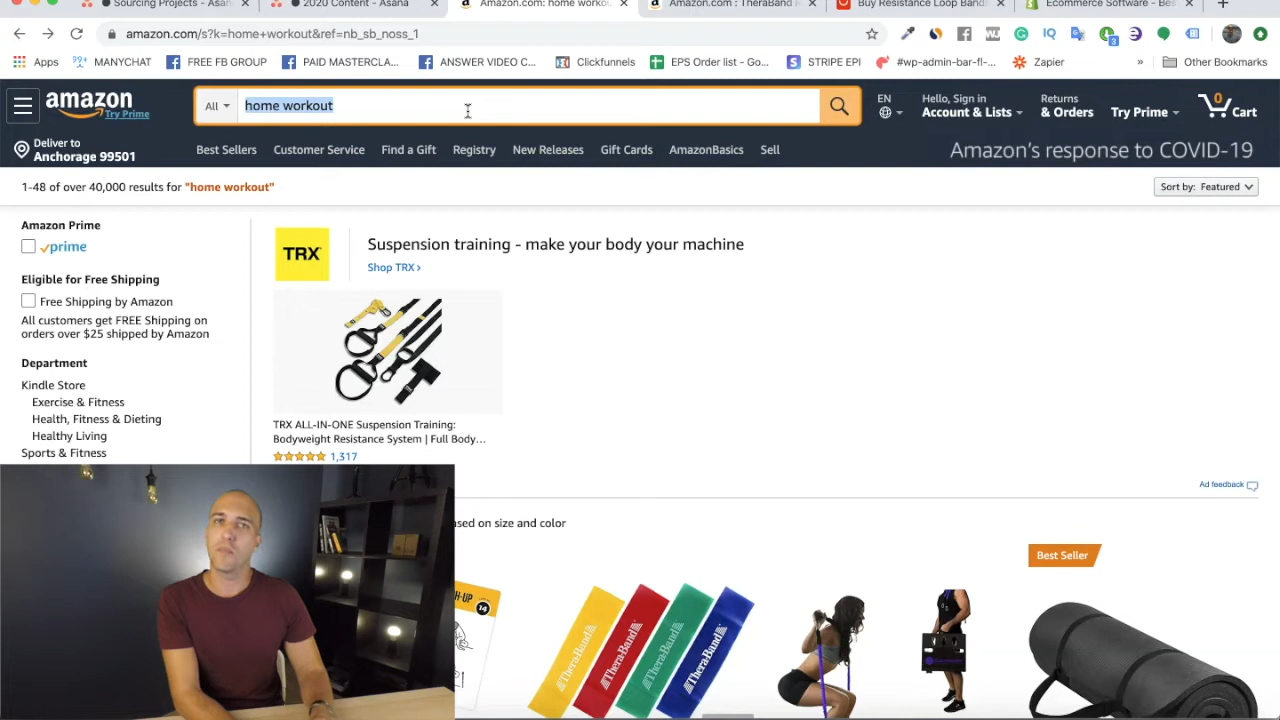 Sourcing Projects - Asana
2020 Content - Asana
Amazon.com: home workout
Amazon.com : TheraBand
Buy Resistance Loop Band
Ecommerce Software - Bes
amazon.com/s?k=home+workout&ref=nb_sb_noss_1
Apps
MANYCHAT
FREE FB GROUP
PAID MASTERCLA...
ANSWER VIDEO C...
Clickfunnels
EPS Order list - Go...
STRIPE EPI
#wp-admin-bar-fl-...
Zapier
»
Other Bookmarks
amazon
Try Prime
All
home workout
EN
Hello, Sign in
Account & Lists
Returns
& Orders
Try Prime
0
Cart
Deliver to
Anchorage 99501
Best Sellers
Customer Service
Find a Gift
Registry
New Releases
Gift Cards
AmazonBasics
Sell
Amazon's response to COVID-19
1-48 of over 40,000 results for "home workout"
Sort by: Featured
Amazon Prime
prime
Eligible for Free Shipping
Free Shipping by Amazon
All customers get FREE Shipping on
orders over $25 shipped by Amazon
Department
Kindle Store
Exercise & Fitness
Health, Fitness & Dieting
Healthy Living
Sports & Fitness
TRX
Suspension training - make your body your machine
Shop TRX ›
TRX ALL-IN-ONE Suspension Training:
Bodyweight Resistance System | Full Body...
1,317
Ad feedback
on size and color
Best Seller
14
TheraBand
TheraBand
TheraBand
TheraBand